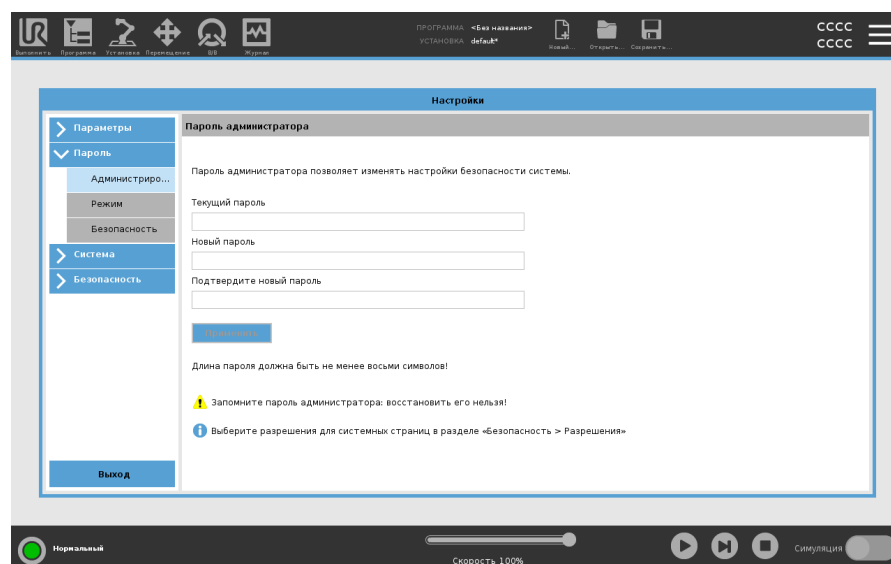 UR
ПРОГРАММА <Без названия>
УСТАНОВКА default*
Выполнить Программа Установка Перемещение В/В Журнал
Новый... Открыть... Сохранить...
CCCC
CCCC
Настройки
Параметры
Пароль
Администриро...
Режим
Безопасность
Система
Безопасность
Выход
Пароль администратора
Пароль администратора позволяет изменять настройки безопасности системы.
Текущий пароль
Новый пароль
Подтвердите новый пароль
Применить
Длина пароля должна быть не менее восьми символов!
Запомните пароль администратора: восстановить его нельзя!
Выберите разрешения для системных страниц в разделе «Безопасность > Разрешения»
Нормальный
Скорость 100%
Симуляция